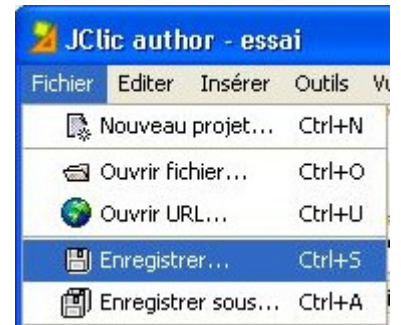 JClic author - essai
Fichier Editer Insérer Outils
Nouveau projet... Ctrl+N
Ouvrir fichier... Ctrl+O
Ouvrir URL... Ctrl+U
Enregistrer... Ctrl+S
Enregistrer sous... Ctrl+A